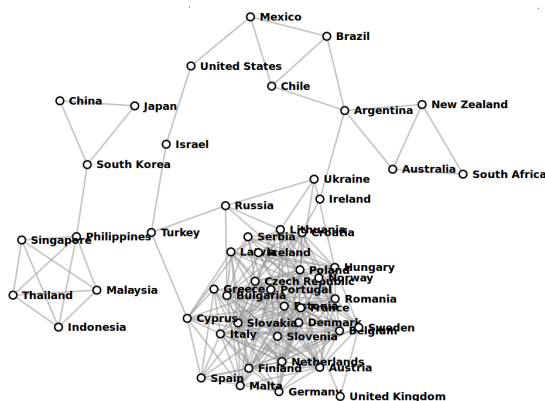 Mexico
Brazil
United States
Chile
China
Japan
Argentina
New Zealand
Israel
South Korea
Australia
South Africa
Ukraine
Ireland
Russia
Lithuania
Croatia
Philippines
Turkey
Serbia
Singapore
Latvia
Iceland
Poland
Hungary
Norway
Czech Republic
Thailand
Malaysia
Greece
Portugal
Bulgaria
Romania
Estonia
France
Cyprus
Slovakia
Denmark
Indonesia
Sweden
Belgium
Italy
Slovenia
Netherlands
Finland
Austria
Spain
Malta
Germany
United Kingdom